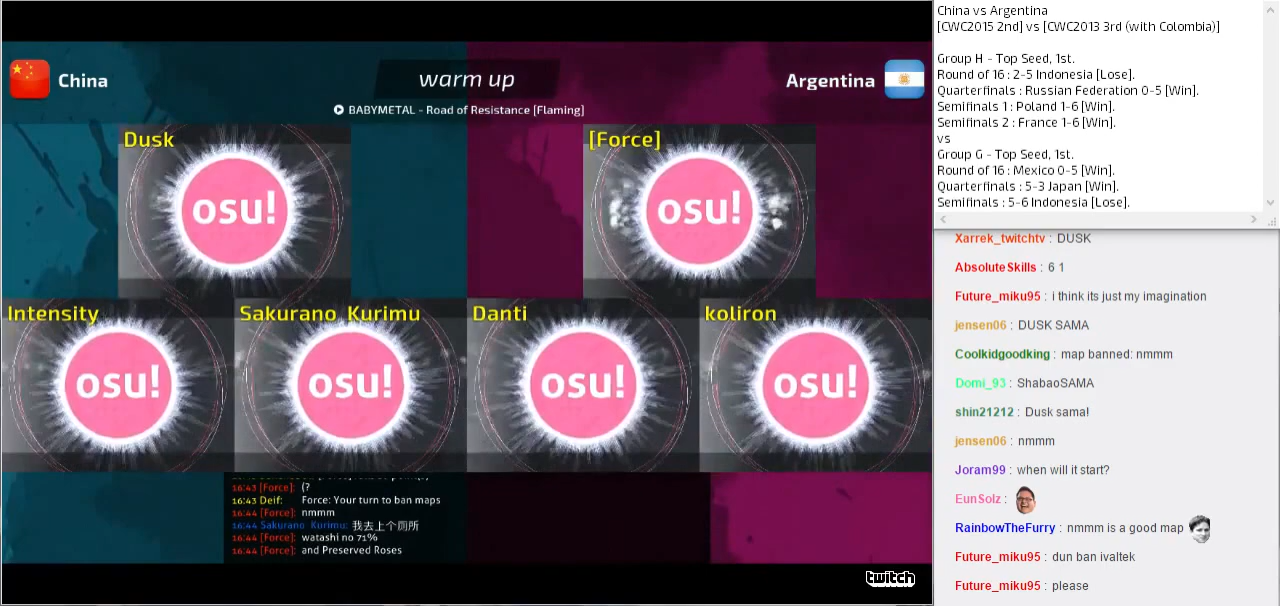 China
warm up
Argentina
BABYMETAL - Road of Resistance [Flaming]
Dusk
osu!
[Force]
osu!
Intensity
osu!
Sakurano Kurimu
osu!
Danti
osu!
koliron
osu!
16:43 [Force]: (?
16:43 Deif: Force: Your turn to ban maps
16:44 [Force]: nmmm
16:44 Sakurano Kurimu: 我去上个厕所
16:44 [Force]: watashi no 71%
16:44 [Force]: and Preserved Roses
twitch
China vs Argentina
[CWC2015 2nd] vs [CWC2013 3rd (with Colombia)]
Group H - Top Seed, 1st.
Round of 16 : 2-5 Indonesia [Lose].
Quarterfinals : Russian Federation 0-5 [Win].
Semifinals 1 : Poland 1-6 [Win].
Semifinals 2 : France 1-6 [Win].
vs
Group G - Top Seed, 1st.
Round of 16 : Mexico 0-5 [Win].
Quarterfinals : 5-3 Japan [Win].
Semifinals : 5-6 Indonesia [Lose].
Xarrek_twitchtv : DUSK
AbsoluteSkills : 6 1
Future_miku95 : i think its just my imagination
jensen06 : DUSK SAMA
Coolkidgoodking : map banned: nmmm
Domi_93 : ShabaoSAMA
shin21212 : Dusk sama!
jensen06 : nmmm
Joram99 : when will it start?
EunSolz :
RainbowTheFurry : nmmm is a good map
Future_miku95 : dun ban ivaltek
Future_miku95 : please